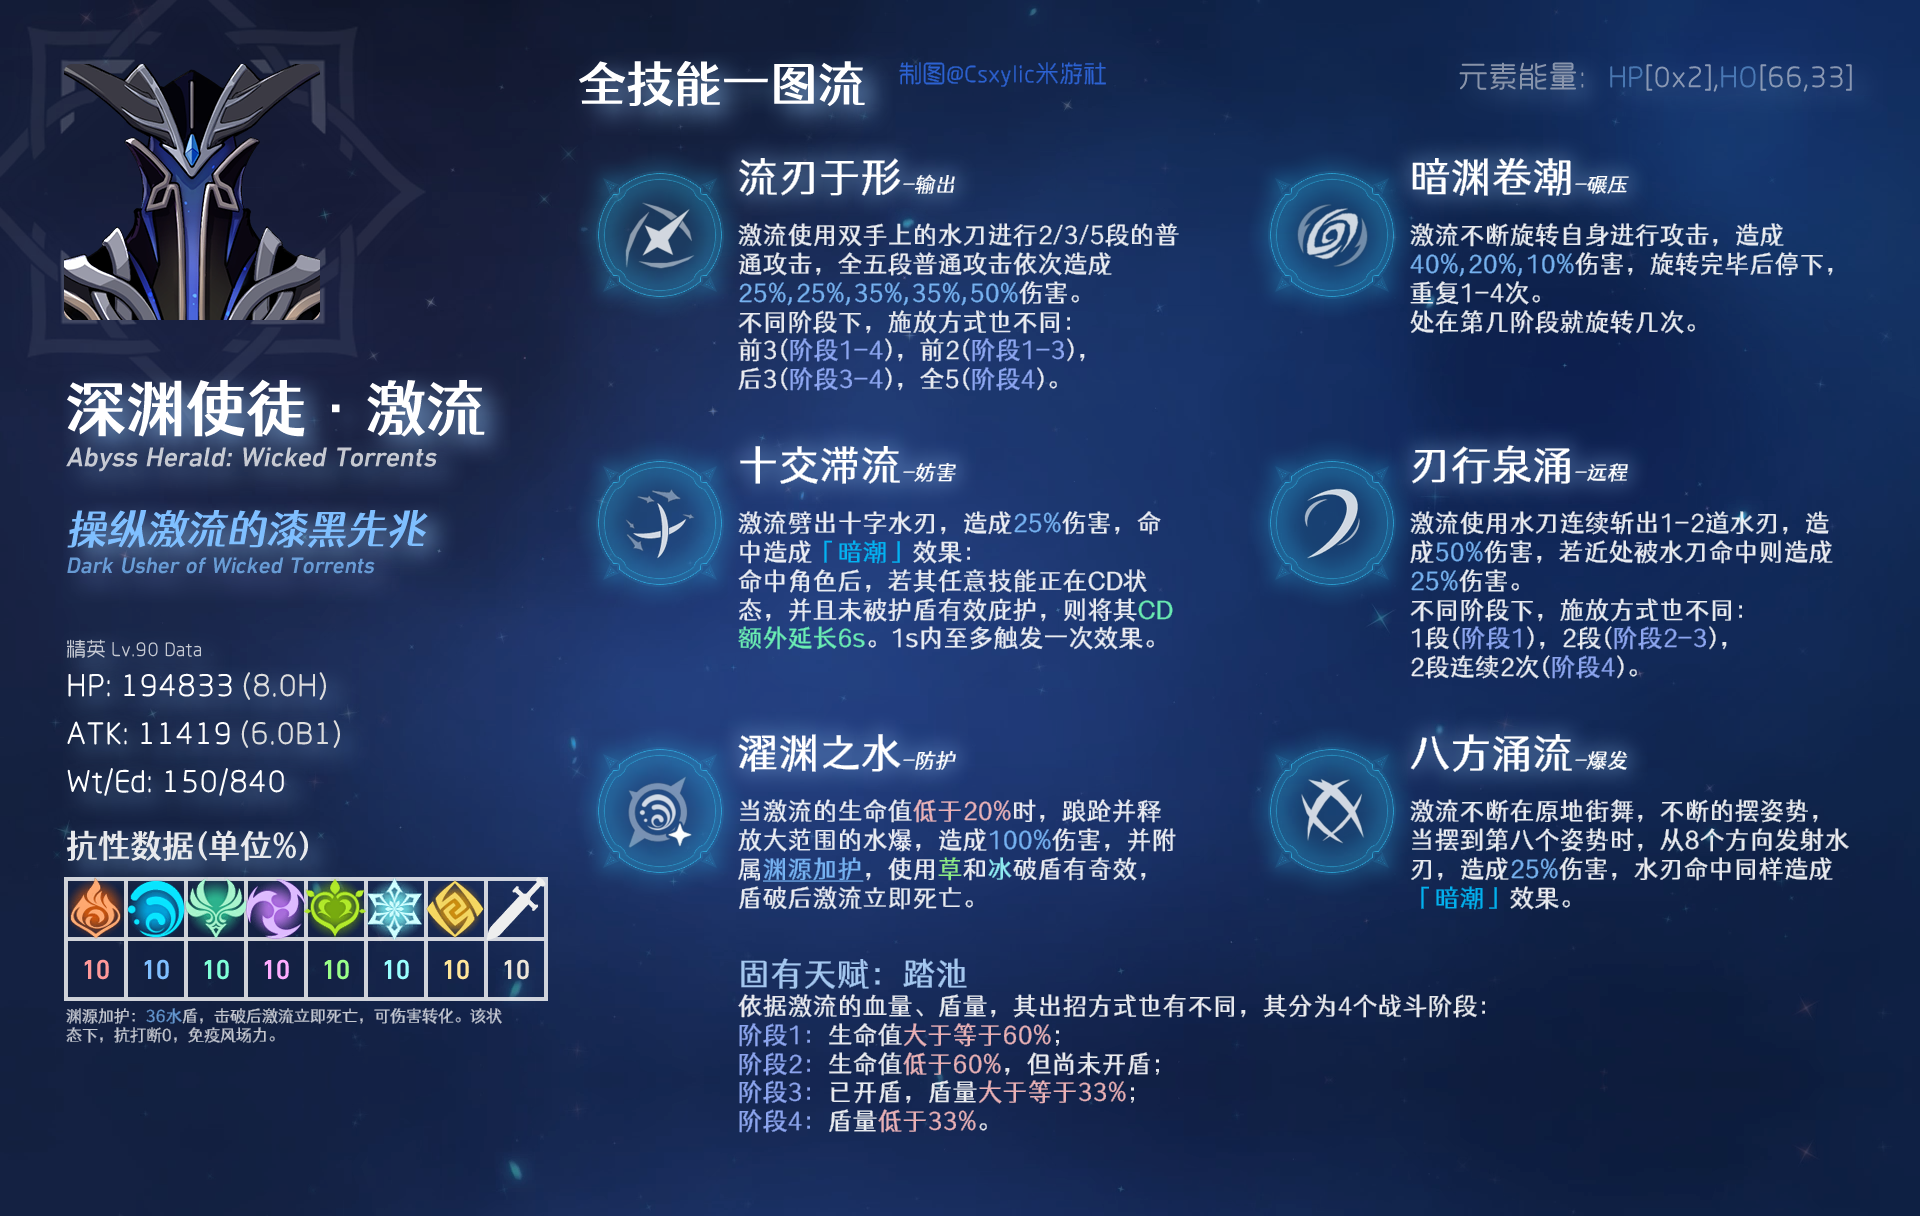 全技能一图流
制图@Csxylic米游社
元素能量: HP[0x2],HO[66,33]
深渊使徒·激流
Abyss Herald: Wicked Torrents
操纵激流的漆黑先兆
Dark Usher of Wicked Torrents
精英 Lv.90 Data
HP: 194833 (8.0H)
ATK: 11419 (6.0B1)
Wt/Ed: 150/840
抗性数据(单位%)
10 10 10 10 10 10 10 10
渊源加护: 36水盾，击破后激流立即死亡，可伤害转化。该状
态下，抗打断0，免疫风场力。
流刃于形-输出
激流使用双手上的水刀进行2/3/5段的普
通攻击，全五段普通攻击依次造成
25%,25%,35%,35%,50%伤害。
不同阶段下，施放方式也不同:
前3(阶段1-4)，前2(阶段1-3)，
后3(阶段3-4)，全5(阶段4)。
暗渊卷潮-碾压
激流不断旋转自身进行攻击，造成
40%,20%,10%伤害，旋转完毕后停下，
重复1-4次。
处在第几阶段就旋转几次。
十交滞流-妨害
激流劈出十字水刃，造成25%伤害，命
中造成「暗潮」效果:
命中角色后，若其任意技能正在CD状
态，并且未被护盾有效庇护，则将其CD
额外延长6s。1s内至多触发一次效果。
刃行泉涌-远程
激流使用水刀连续斩出1-2道水刃，造
成50%伤害，若近处被水刀命中则造成
25%伤害。
不同阶段下，施放方式也不同:
1段(阶段1)，2段(阶段2-3)，
2段连续2次(阶段4)。
濯渊之水-防护
当激流的生命值低于20%时，踉跄并释
放大范围的水爆，造成100%伤害，并附
属渊源加护，使用草和冰破盾有奇效，
盾破后激流立即死亡。
八方涌流-爆发
激流不断在原地街舞，不断的摆姿势，
当摆到第八个姿势时，从8个方向发射水
刃，造成25%伤害，水刃命中同样造成
「暗潮」效果。
固有天赋: 踏池
依据激流的血量、盾量，其出招方式也有不同，其分为4个战斗阶段:
阶段1: 生命值大于等于60%;
阶段2: 生命值低于60%，但尚未开盾;
阶段3: 已开盾，盾量大于等于33%;
阶段4: 盾量低于33%。